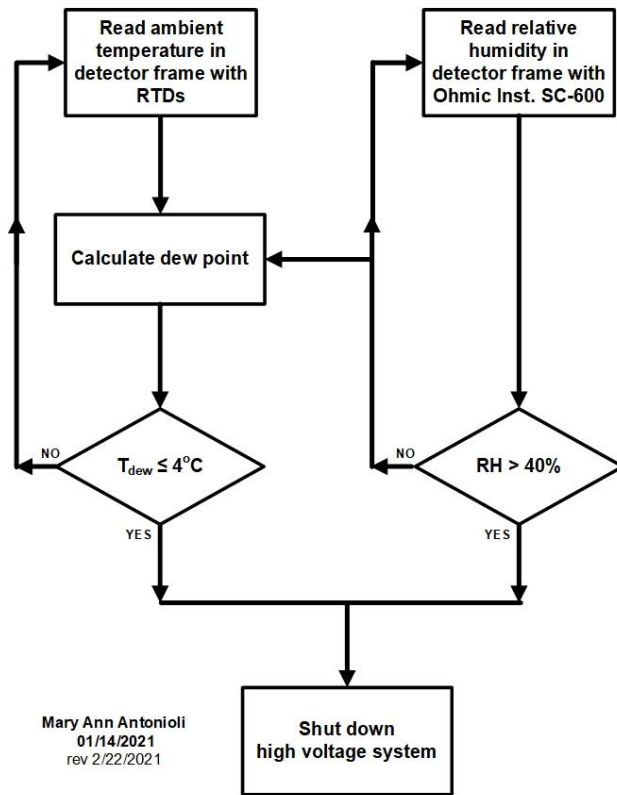 Read ambient
temperature in
detector frame with
RTDs
Read relative
humidity in
detector frame with
Ohmic Inst. SC-600
Calculate dew point
NO
T_dew ≤ 4°C
YES
NO
RH > 40%
YES
Shut down
high voltage system
Mary Ann Antonioli
01/14/2021
rev 2/22/2021